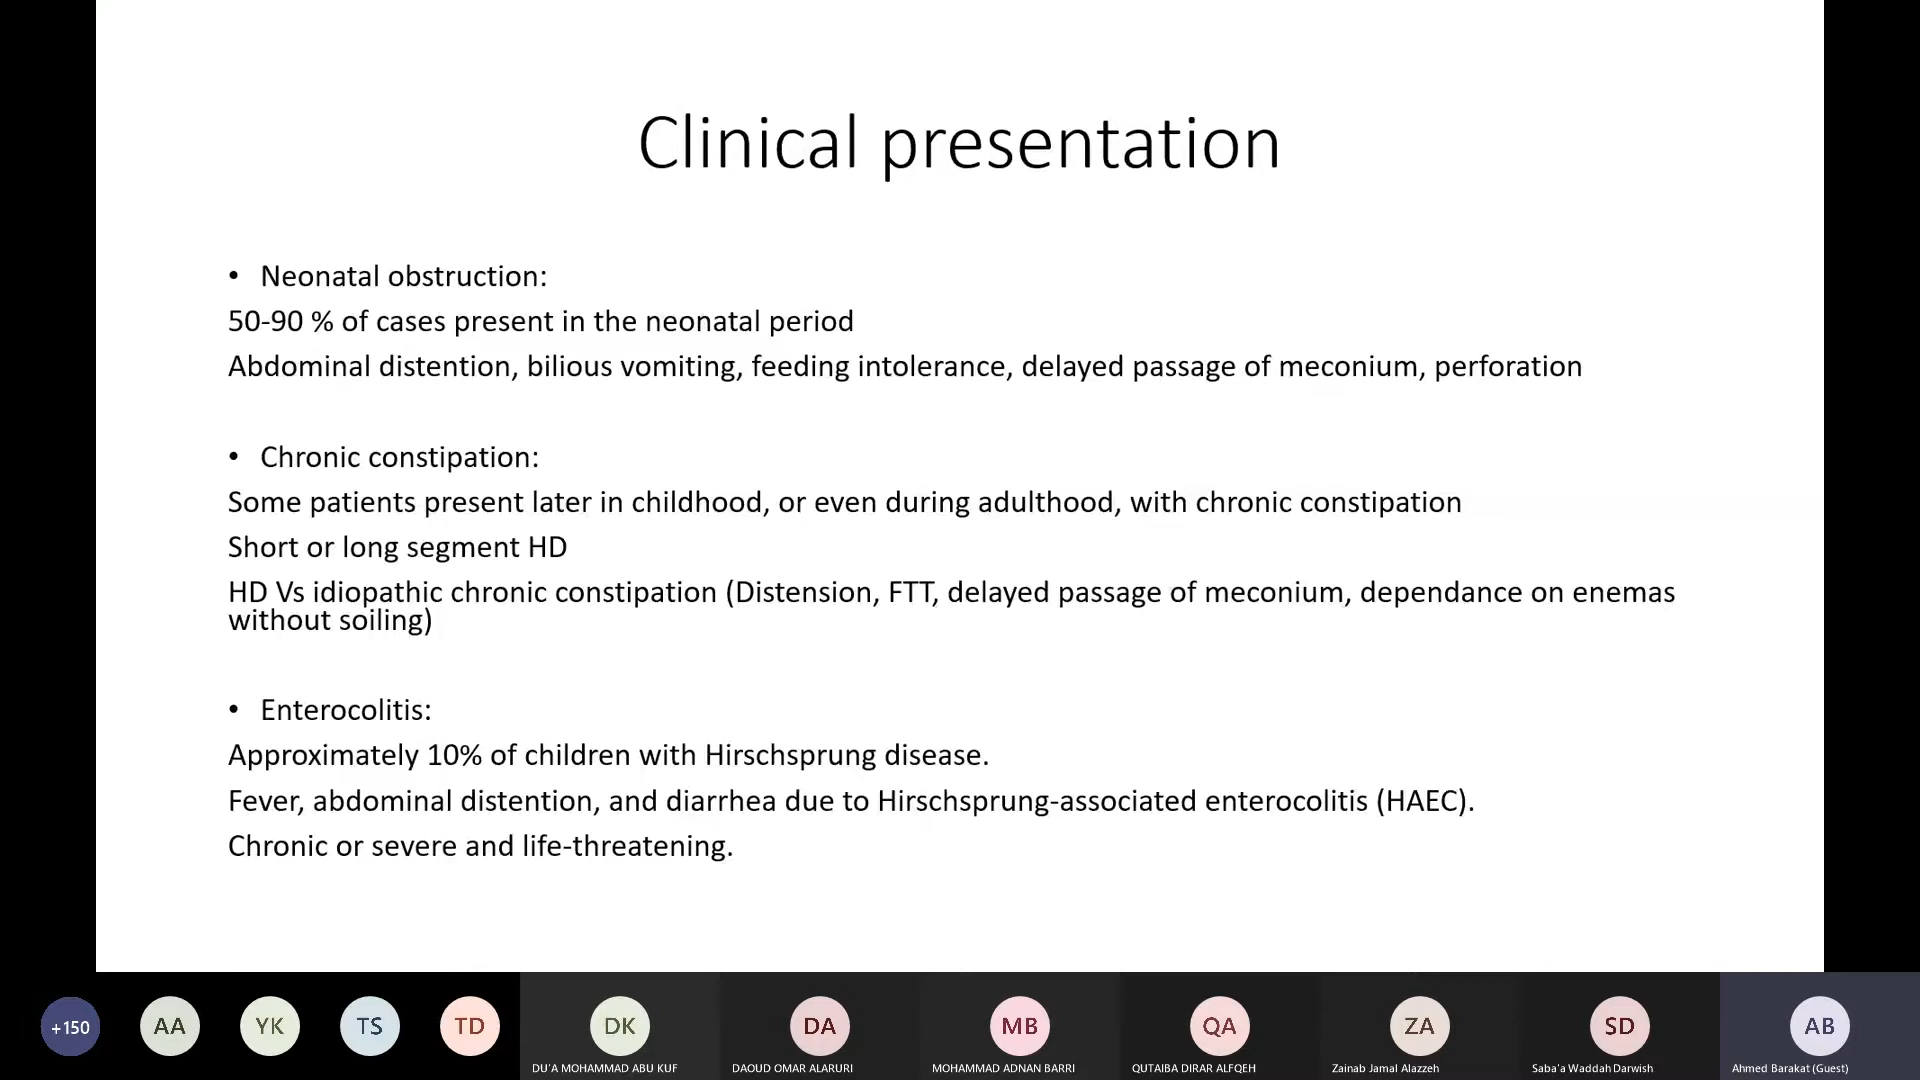 Clinical presentation
• Neonatal obstruction:
50-90 % of cases present in the neonatal period
Abdominal distention, bilious vomiting, feeding intolerance, delayed passage of meconium, perforation
• Chronic constipation:
Some patients present later in childhood, or even during adulthood, with chronic constipation
Short or long segment HD
HD Vs idiopathic chronic constipation (Distension, FTT, delayed passage of meconium, dependance on enemas
without soiling)
• Enterocolitis:
Approximately 10% of children with Hirschsprung disease.
Fever, abdominal distention, and diarrhea due to Hirschsprung-associated enterocolitis (HAEC).
Chronic or severe and life-threatening.
+150 AA YK TS TD DK DA MB QA ZA SD AB
DU'A MOHAMMAD ABU KUF DAOUD OMAR ALARURI MOHAMMAD ADNAN BARRI QUTAIBA DIRAR ALFQEH Zainab Jamal Alazzeh Saba'a Waddah Darwish Ahmed Barakat (Guest)